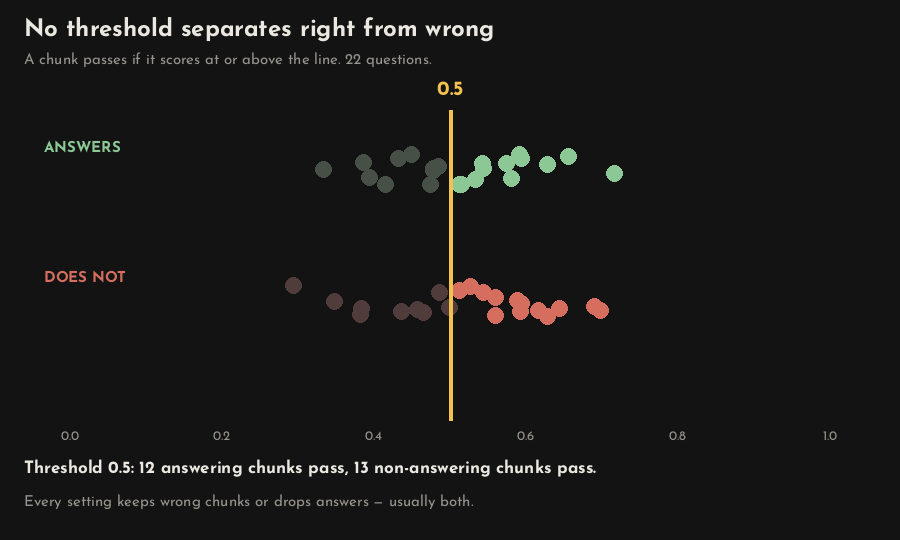 No threshold separates right from wrong
A chunk passes if it scores at or above the line. 22 questions.
0.5
ANSWERS
DOES NOT
0.0 0.2 0.4 0.6 0.8 1.0
Threshold 0.5: 12 answering chunks pass, 13 non-answering chunks pass.
Every setting keeps wrong chunks or drops answers — usually both.